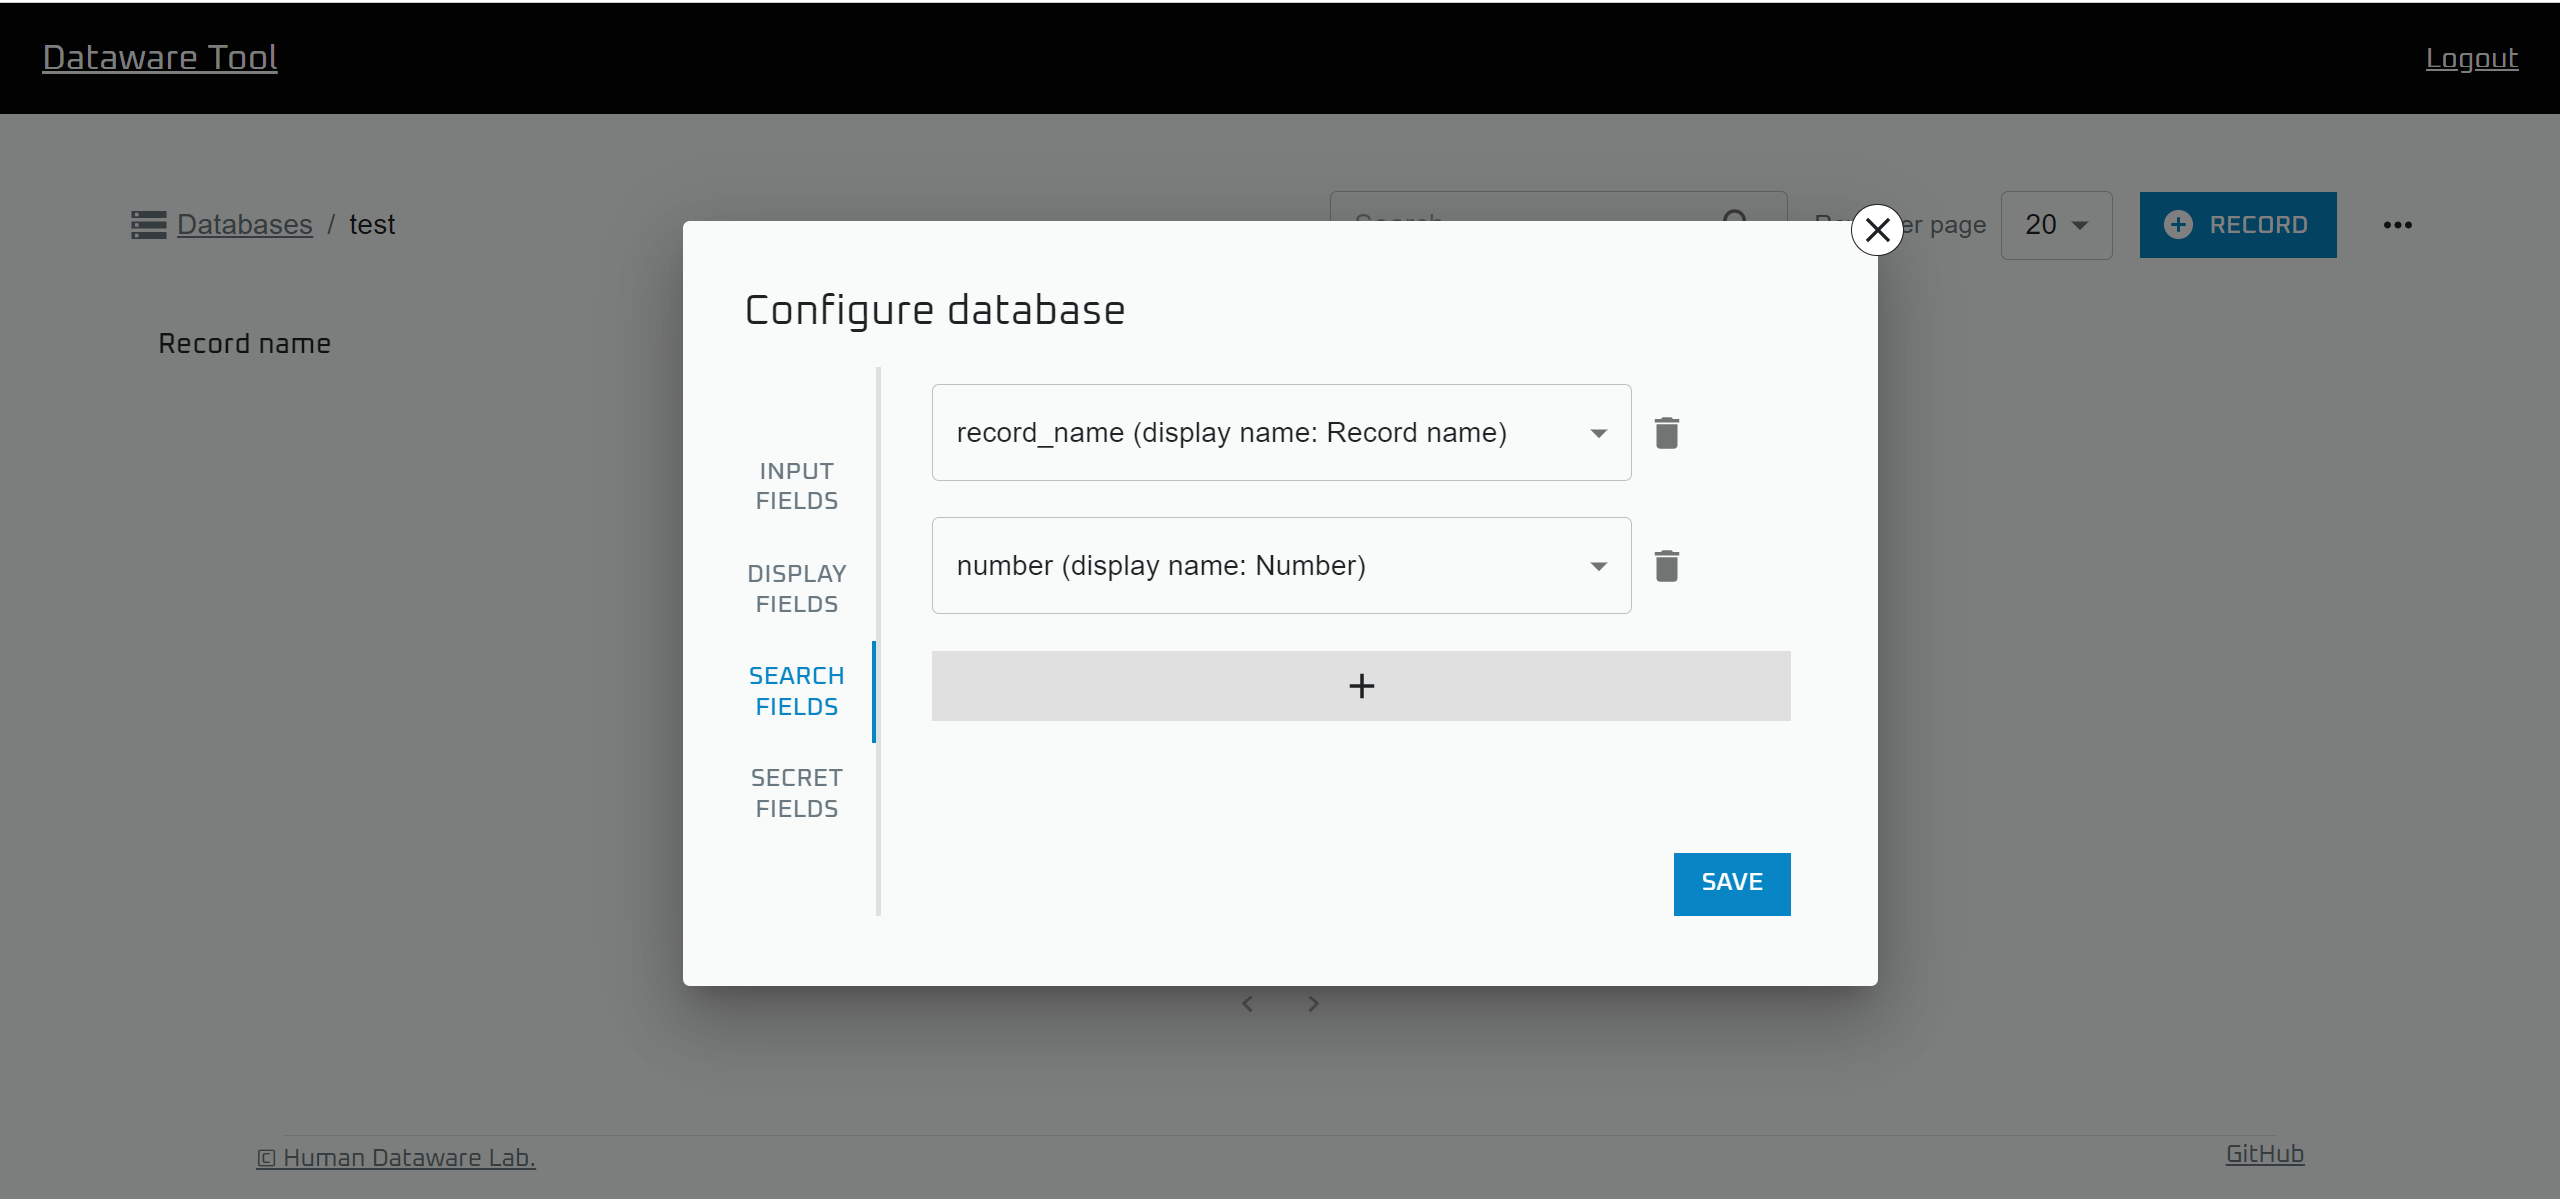 Dataware Tool
Logout
Databases / test
er page
20
RECORD
Record name
Configure database
INPUT
FIELDS
DISPLAY
FIELDS
SEARCH
FIELDS
SECRET
FIELDS
record_name (display name: Record name)
number (display name: Number)
SAVE
© Human Dataware Lab.
GitHub